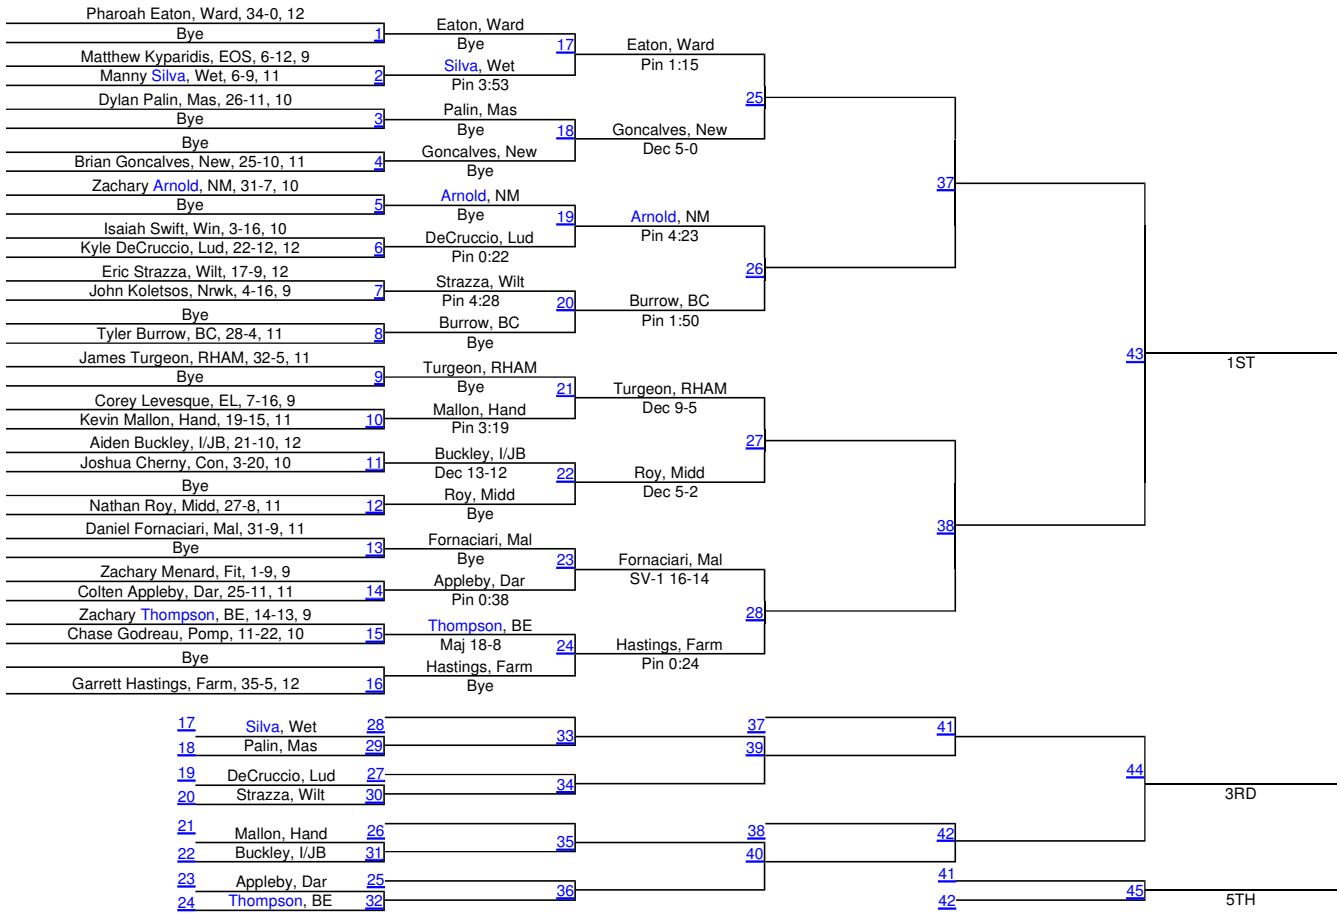 Pharoah Eaton, Ward, 34-0, 12
Bye
1
Matthew Kyparidis, EOS, 6-12, 9
Manny Silva, Wet, 6-9, 11
2
Dylan Palin, Mas, 26-11, 10
Bye
3
Bye
Brian Goncalves, New, 25-10, 11
4
Zachary Arnold, NM, 31-7, 10
Bye
5
Isaiah Swift, Win, 3-16, 10
Kyle DeCruccio, Lud, 22-12, 12
6
Eric Strazza, Wilt, 17-9, 12
John Koletsos, Nrwk, 4-16, 9
7
Bye
Tyler Burrow, BC, 28-4, 11
8
James Turgeon, RHAM, 32-5, 11
Bye
9
Corey Levesque, EL, 7-16, 9
Kevin Mallon, Hand, 19-15, 11
10
Aiden Buckley, I/JB, 21-10, 12
Joshua Cherny, Con, 3-20, 10
11
Bye
Nathan Roy, Midd, 27-8, 11
12
Daniel Fornaciari, Mal, 31-9, 11
Bye
13
Zachary Menard, Fit, 1-9, 9
Colten Appleby, Dar, 25-11, 11
14
Zachary Thompson, BE, 14-13, 9
Chase Godreau, Pomp, 11-22, 10
15
Bye
Garrett Hastings, Farm, 35-5, 12
16
Eaton, Ward
Bye
17
Silva, Wet
Pin 3:53
Palin, Mas
Bye
18
Goncalves, New
Bye
Arnold, NM
Bye
19
DeCruccio, Lud
Pin 0:22
Strazza, Wilt
Pin 4:28
20
Burrow, BC
Bye
Turgeon, RHAM
Bye
21
Mallon, Hand
Pin 3:19
Buckley, I/JB
Dec 13-12
22
Roy, Midd
Bye
Fornaciari, Mal
Bye
23
Appleby, Dar
Pin 0:38
Thompson, BE
Maj 18-8
24
Hastings, Farm
Bye
Eaton, Ward
Pin 1:15
25
Goncalves, New
Dec 5-0
Arnold, NM
Pin 4:23
26
Burrow, BC
Pin 1:50
Turgeon, RHAM
Dec 9-5
27
Roy, Midd
Dec 5-2
Fornaciari, Mal
SV-1 16-14
28
Hastings, Farm
Pin 0:24
37
38
43
1ST
17 Silva, Wet 28
18 Palin, Mas 29
33
19 DeCruccio, Lud 27
20 Strazza, Wilt 30
34
21 Mallon, Hand 26
22 Buckley, I/JB 31
35
23 Appleby, Dar 25
24 Thompson, BE 32
36
37
39
38
40
41
42
44
3RD
41
42
45
5TH